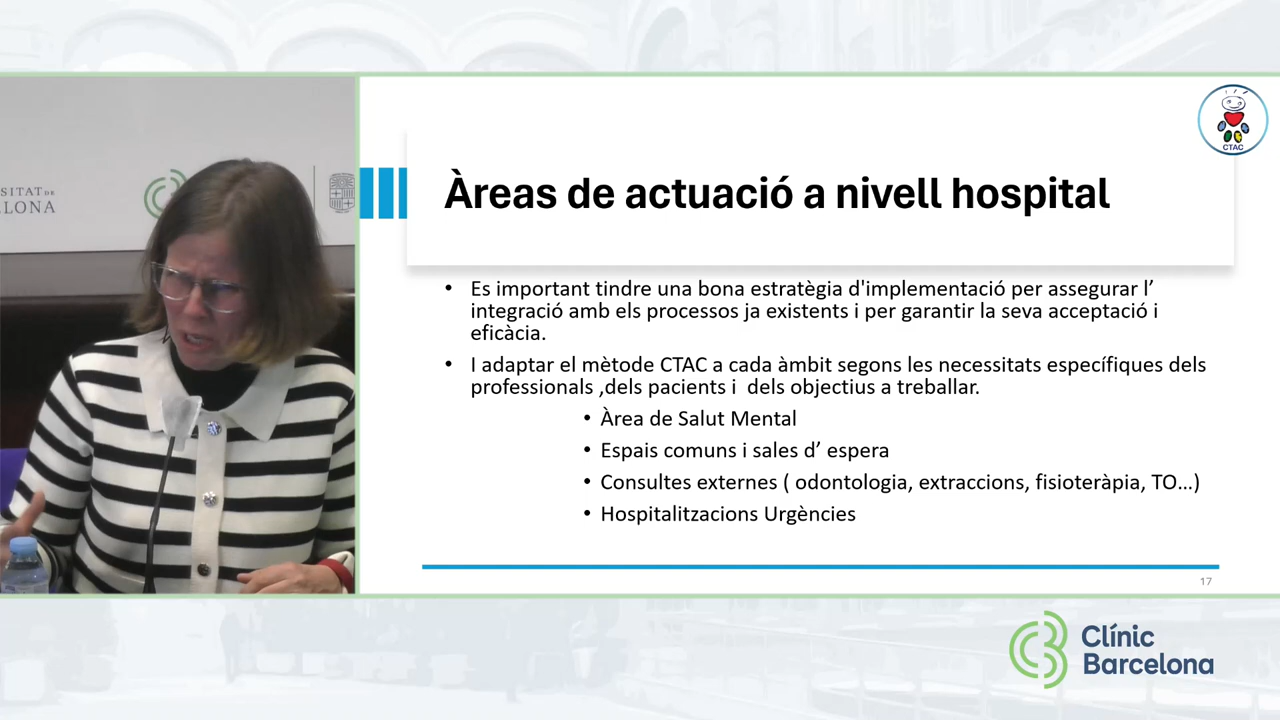 CTAC
Àreas de actuació a nivell hospital
• Es important tindre una bona estratègia d'implementació per assegurar l’
integració amb els processos ja existents i per garantir la seva acceptació i
eficàcia.
• I adaptar el mètode CTAC a cada àmbit segons les necessitats específiques dels
professionals ,dels pacients i dels objectius a treballar.
• Àrea de Salut Mental
• Espais comuns i sales d’ espera
• Consultes externes ( odontologia, extraccions, fisioteràpia, TO...)
• Hospitalitzacions Urgències
17
Clínic
Barcelona